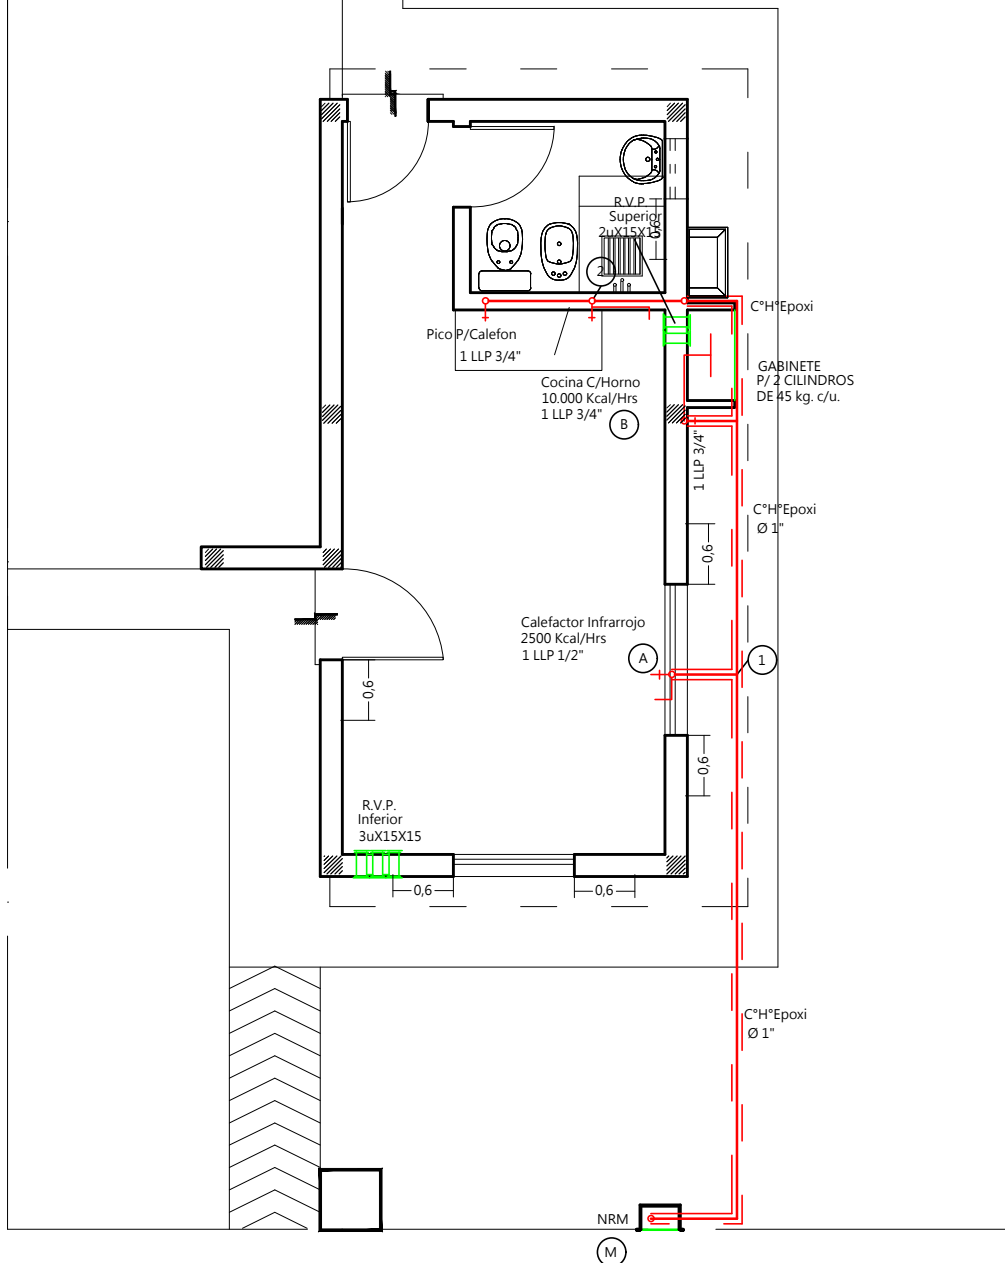 R.V.P.
Superior
2uX15X15
0,6
2
C°H°Epoxi
Pico P/Calefon
1 LLP 3/4"
GABINETE
P/ 2 CILINDROS
DE 45 kg. c/u.
Cocina C/Horno
10.000 Kcal/Hrs
1 LLP 3/4"
B
1 LLP 3/4"
C°H°Epoxi
Ø 1"
0,6
Calefactor Infrarrojo
2500 Kcal/Hrs
1 LLP 1/2"
A
1
0,6
0,6
R.V.P.
Inferior
3uX15X15
0,6
0,6
C°H°Epoxi
Ø 1"
NRM
M